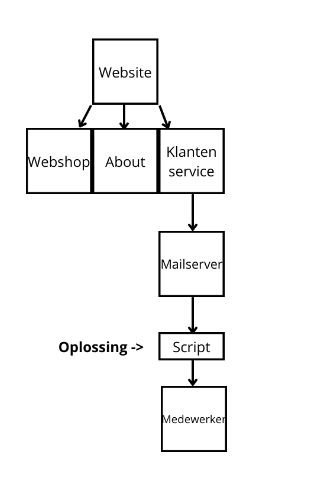 Website
Webshop
About
Klanten
service
Mailserver
Oplossing ->
Script
Medewerker